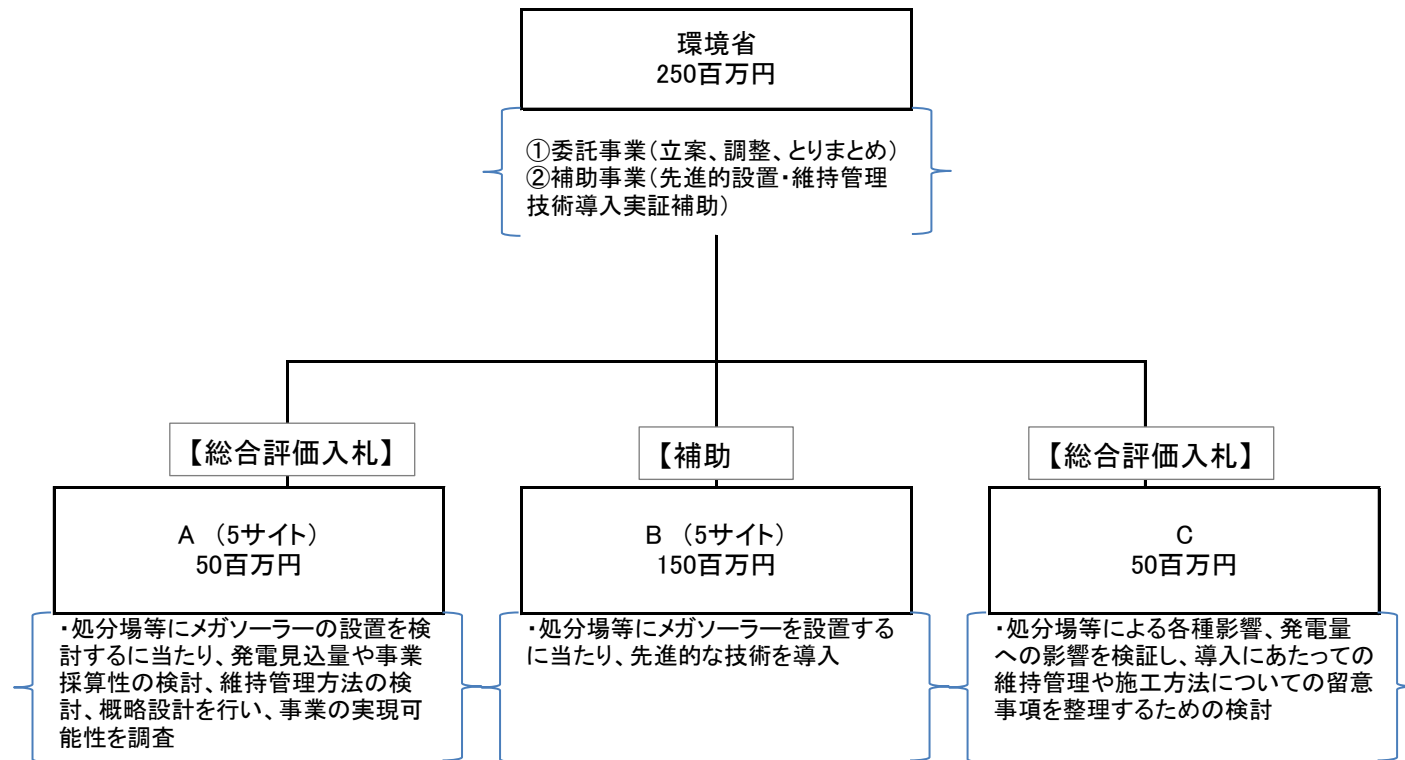 環境省
250百万円
①委託事業(立案、調整、とりまとめ)
②補助事業(先進的設置・維持管理
技術導入実証補助)
【総合評価入札】
【補助
【総合評価入札】
A (5サイト)
50百万円
B (5サイト)
150百万円
C
50百万円
・処分場等にメガソーラーの設置を検
討するに当たり、発電見込量や事業
採算性の検討、維持管理方法の検
討、概略設計を行い、事業の実現可
能性を調査
・処分場等にメガソーラーを設置する
に当たり、先進的な技術を導入
・処分場等による各種影響、発電量
への影響を検証し、導入にあたっての
維持管理や施工方法についての留意
事項を整理するための検討